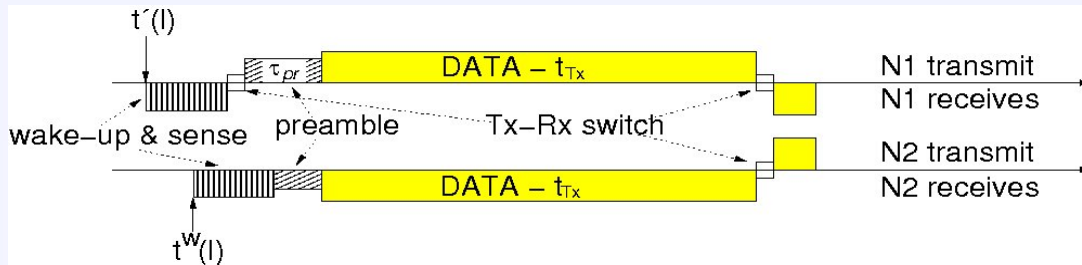 t´(l)
τpr
DATA – tTx
N1 transmit
N1 receives
wake–up & sense
preamble
Tx–Rx switch
N2 transmit
DATA – tTx
N2 receives
tw(l)